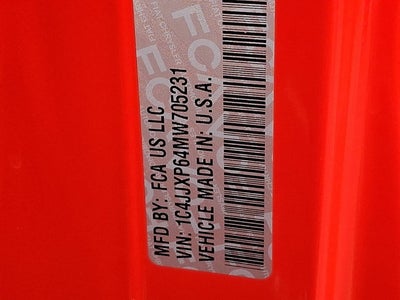 MFD BY: FCA US LLC
VIN: 1C4JJXP64MW705231
VEHICLE MADE IN: U.S.A.